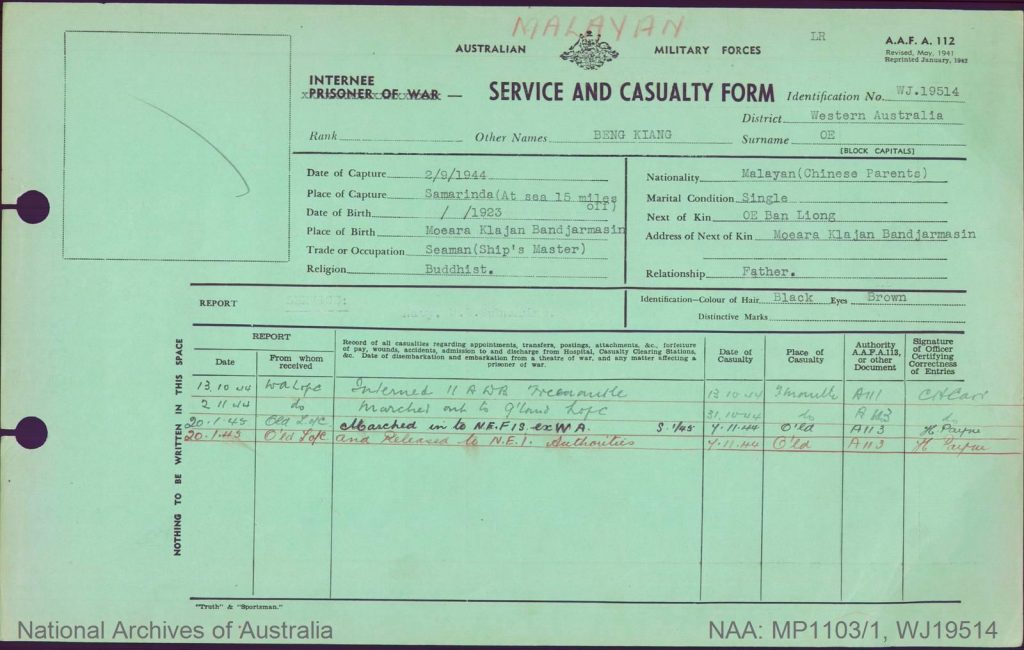 MALAYAN
AUSTRALIAN MILITARY FORCES
LR
A.A.F. A. 112
Revised, May, 1941
Reprinted January, 1942
INTERNEE
PRISONER OF WAR —
SERVICE AND CASUALTY FORM
Identification No. WJ.19514
District Western Australia
Rank Other Names BENG KIANG Surname OE
[BLOCK CAPITALS]
Date of Capture 2/9/1944
Place of Capture Samarinda(At sea 15 miles off)
Date of Birth / /1923
Place of Birth Moeara Klajan Bandjarmasin
Trade or Occupation Seaman(Ship's Master)
Religion Buddhist.
Nationality Malayan(Chinese Parents)
Marital Condition Single
Next of Kin OE Ban Liong
Address of Next of Kin Moeara Klajan Bandjarmasin
Relationship Father.
REPORT
Identification—Colour of Hair Black Eyes Brown
Distinctive Marks
NOTHING TO BE WRITTEN IN THIS SPACE
REPORT
Date
From whom received
Record of all casualties regarding appointments, transfers, postings, attachments, &c., forfeiture of pay, wounds, accidents, admission to and discharge from Hospital, Casualty Clearing Stations, &c. Date of disembarkation and embarkation from a theatre of war, and any matter affecting a prisoner of war.
Date of Casualty
Place of Casualty
Authority A.A.F.A.113, or other Document
Signature of Officer Certifying Correctness of Entries
13.10.44 WA LofC Interned 11 A.D.B. Fremantle 13.10.44 F'mantle A111 C H Carr
2.11.44 do Marched out to Q'land LofC 31.10.44 do A113 do
20.1.45 Qld LofC Marched in to N.E.F.I.S. ex W.A. S.1/45 7.11.44 Q'ld A113 H Payne
20.1.45 Q'ld LofC and Released to N.E.I. Authorities 7.11.44 Q'ld A113 H Payne
"Truth" & "Sportsman."
National Archives of Australia
NAA: MP1103/1, WJ19514